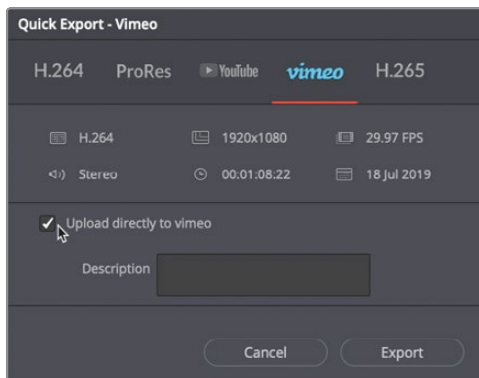 Quick Export - Vimeo
H.264 ProRes YouTube vimeo H.265
H.264 1920x1080 29.97 FPS
Stereo 00:01:08:22 18 Jul 2019
Upload directly to vimeo
Description
Cancel Export